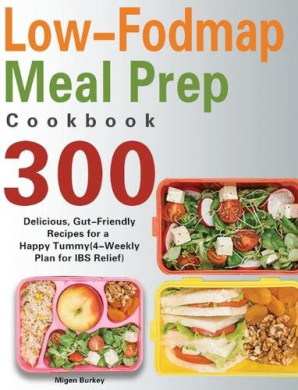 Low-Fodmap
Meal Prep
Cookbook
300
Delicious, Gut-Friendly
Recipes for a
Happy Tummy(4-Weekly
Plan for IBS Relief)
Migen Burkey